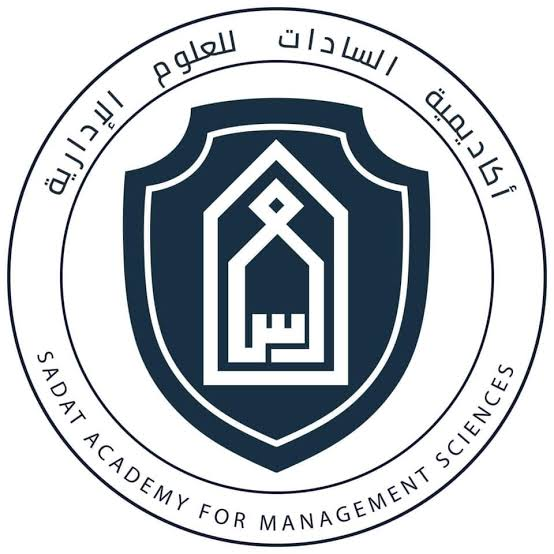 أكاديمية السادات للعلوم الإدارية
SADAT ACADEMY FOR MANAGEMENT SCIENCES